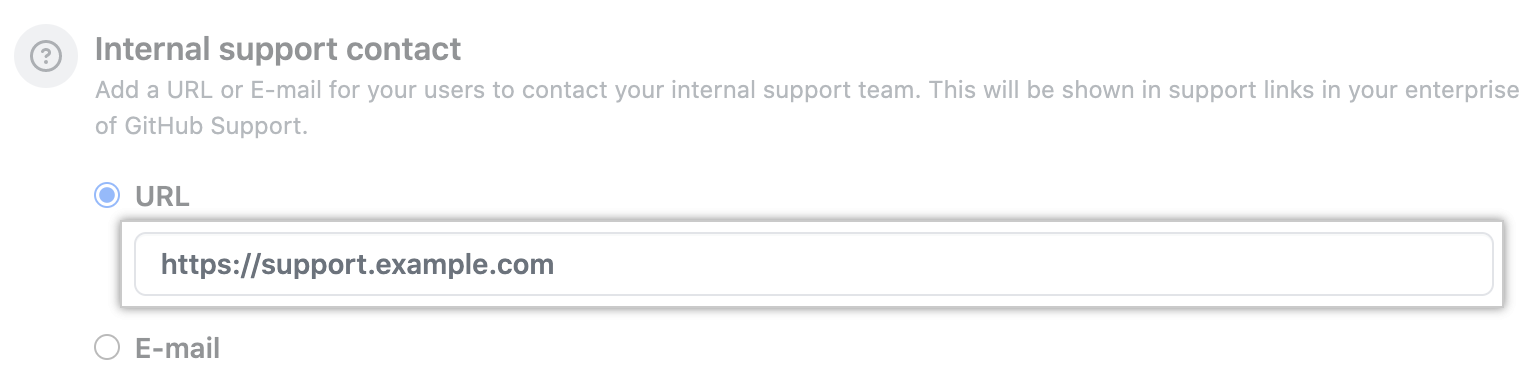 Internal support contact
Add a URL or E-mail for your users to contact your internal support team. This will be shown in support links in your enterprise
of GitHub Support.
URL
https://support.example.com
E-mail